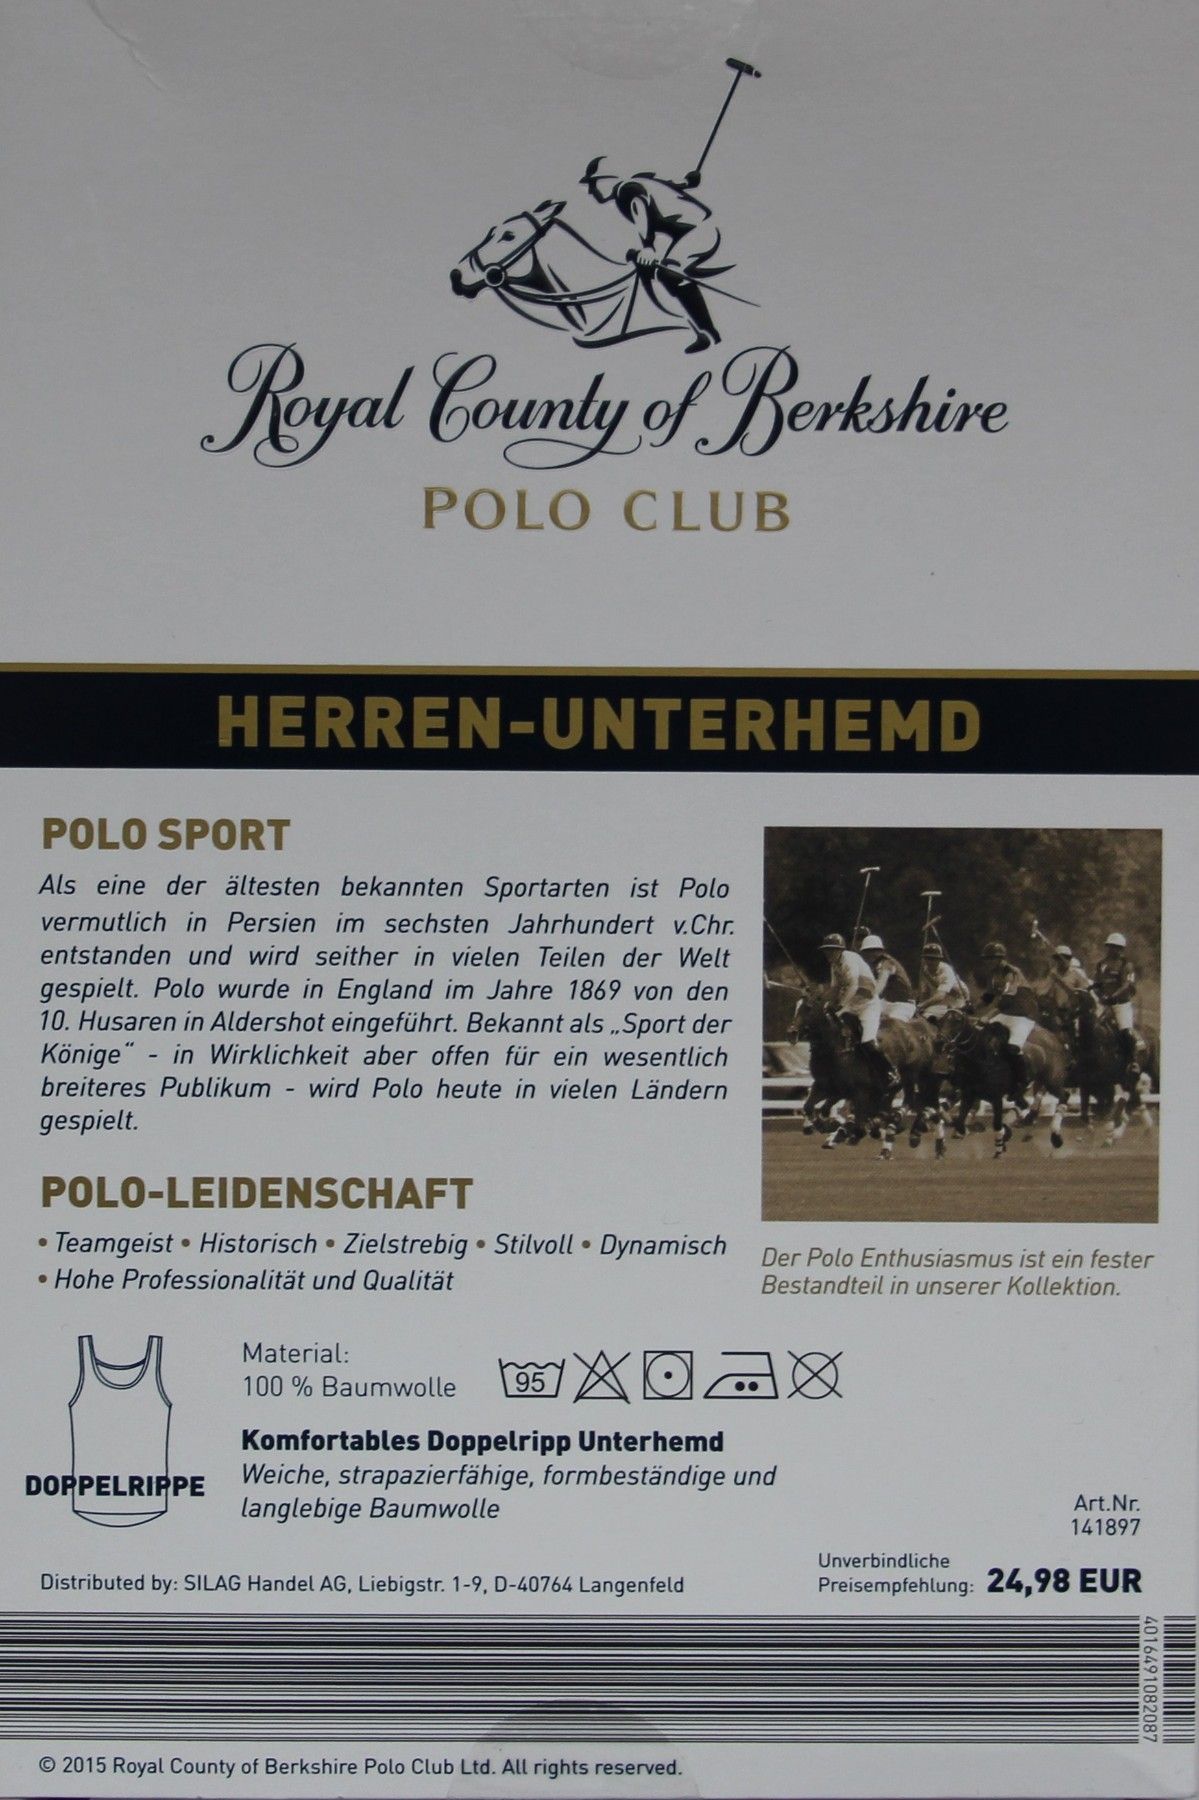 Royal County of Berkshire
POLO CLUB
HERREN-UNTERHEMD
POLO SPORT
Als eine der ältesten bekannten Sportarten ist Polo
vermutlich in Persien im sechsten Jahrhundert v.Chr.
entstanden und wird seither in vielen Teilen der Welt
gespielt. Polo wurde in England im Jahre 1869 von den
10. Husaren in Aldershot eingeführt. Bekannt als „Sport der
Könige“ - in Wirklichkeit aber offen für ein wesentlich
breiteres Publikum - wird Polo heute in vielen Ländern
gespielt.
POLO-LEIDENSCHAFT
• Teamgeist • Historisch • Zielstrebig • Stilvoll • Dynamisch
• Hohe Professionalität und Qualität
Der Polo Enthusiasmus ist ein fester
Bestandteil in unserer Kollektion.
Material:
100 % Baumwolle
95
Komfortables Doppelripp Unterhemd
Weiche, strapazierfähige, formbeständige und
langlebige Baumwolle
DOPPELRIPPE
Art.Nr.
141897
Unverbindliche
Preisempfehlung: 24,98 EUR
Distributed by: SILAG Handel AG, Liebigstr. 1-9, D-40764 Langenfeld
4016491082087
© 2015 Royal County of Berkshire Polo Club Ltd. All rights reserved.